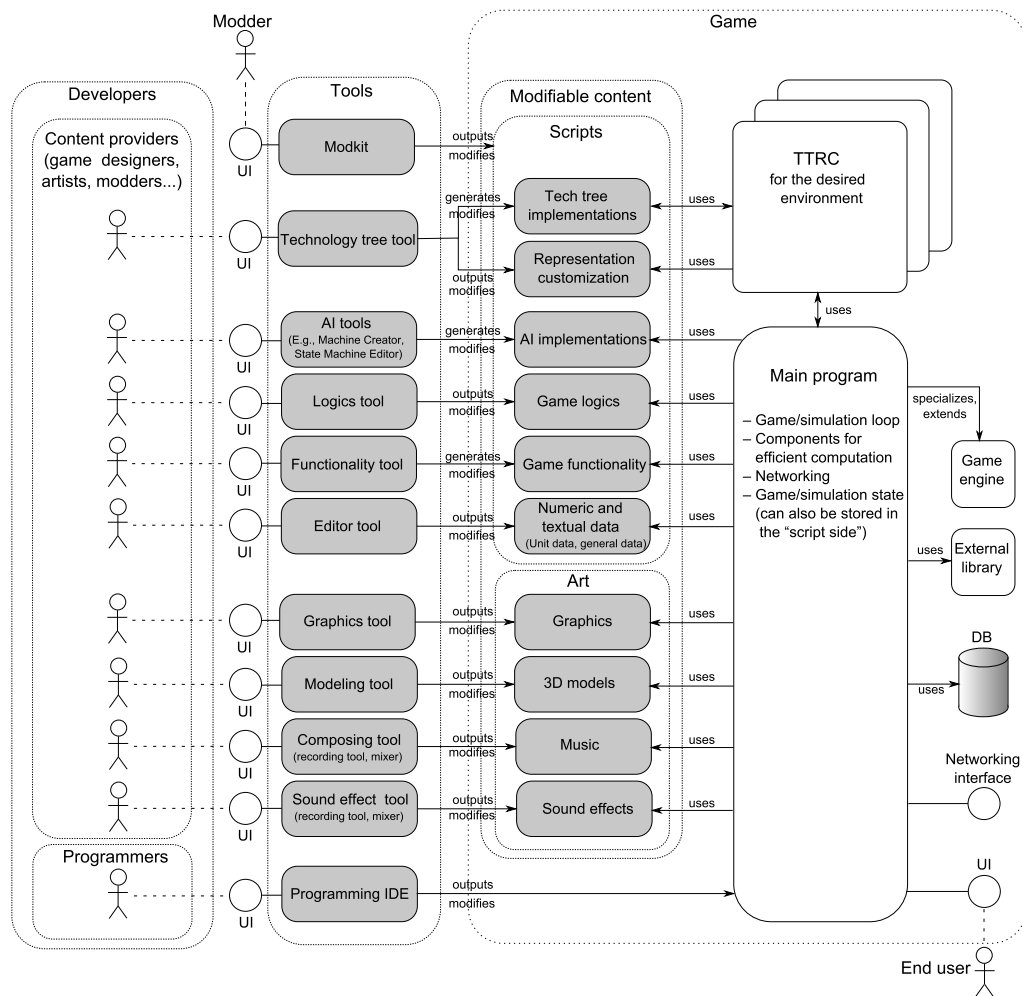 Modder
Game
Developers
Tools
Modifiable content
Content providers
(game designers,
artists, modders...)
UI
Modkit
outputs
modifies
Scripts
TTRC
for the desired
environment
UI
Technology tree tool
generates
modifies
Tech tree
implementations
uses
outputs
modifies
Representation
customization
uses
uses
UI
AI tools
(E.g., Machine Creator,
State Machine Editor)
generates
modifies
AI implementations
uses
Main program
– Game/simulation loop
– Components for
efficient computation
– Networking
– Game/simulation state
(can also be stored in
the “script side”)
specializes,
extends
Game
engine
UI
Logics tool
outputs
modifies
Game logics
uses
UI
Functionality tool
generates
modifies
Game functionality
uses
UI
Editor tool
outputs
modifies
Numeric and
textual data
(Unit data, general data)
uses
uses
External
library
Art
UI
Graphics tool
outputs
modifies
Graphics
uses
DB
uses
UI
Modeling tool
outputs
modifies
3D models
uses
UI
Composing tool
(recording tool, mixer)
outputs
modifies
Music
uses
Networking
interface
UI
Sound effect tool
(recording tool, mixer)
outputs
modifies
Sound effects
uses
Programmers
UI
Programming IDE
outputs
modifies
UI
End user